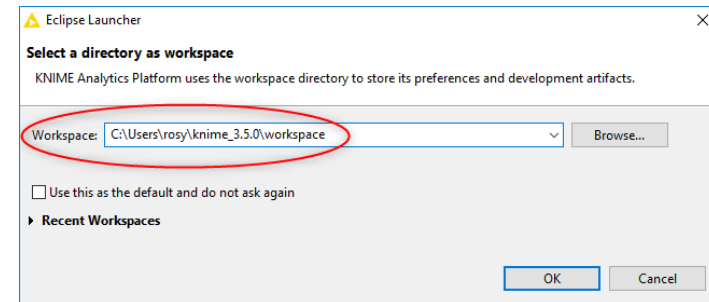 Eclipse Launcher
Select a directory as workspace
KNIME Analytics Platform uses the workspace directory to store its preferences and development artifacts.
Workspace: C:\Users\rosy\knime_3.5.0\workspace Browse...
Use this as the default and do not ask again
Recent Workspaces
OK Cancel